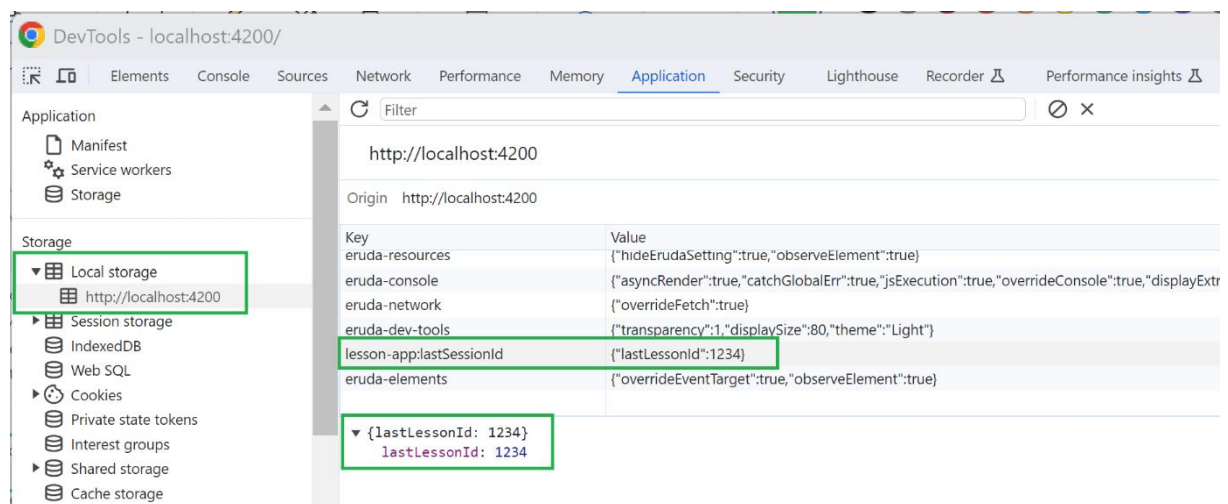 DevTools - localhost:4200/
Elements Console Sources Network Performance Memory Application Security Lighthouse Recorder Performance insights
Application
Manifest
Service workers
Storage
Storage
Local storage
http://localhost:4200
Session storage
IndexedDB
Web SQL
Cookies
Private state tokens
Interest groups
Shared storage
Cache storage
Filter
http://localhost:4200
Origin http://localhost:4200
Key Value
eruda-resources {"hideErudaSetting":true,"observeElement":true}
eruda-console {"asyncRender":true,"catchGlobalErr":true,"jsExecution":true,"overrideConsole":true,"displayExtr
eruda-network {"overrideFetch":true}
eruda-dev-tools {"transparency":1,"displaySize":80,"theme":"Light"}
lesson-app:lastSessionId {"lastLessonId":1234}
eruda-elements {"overrideEventTarget":true,"observeElement":true}
▼ {lastLessonId: 1234}
lastLessonId: 1234